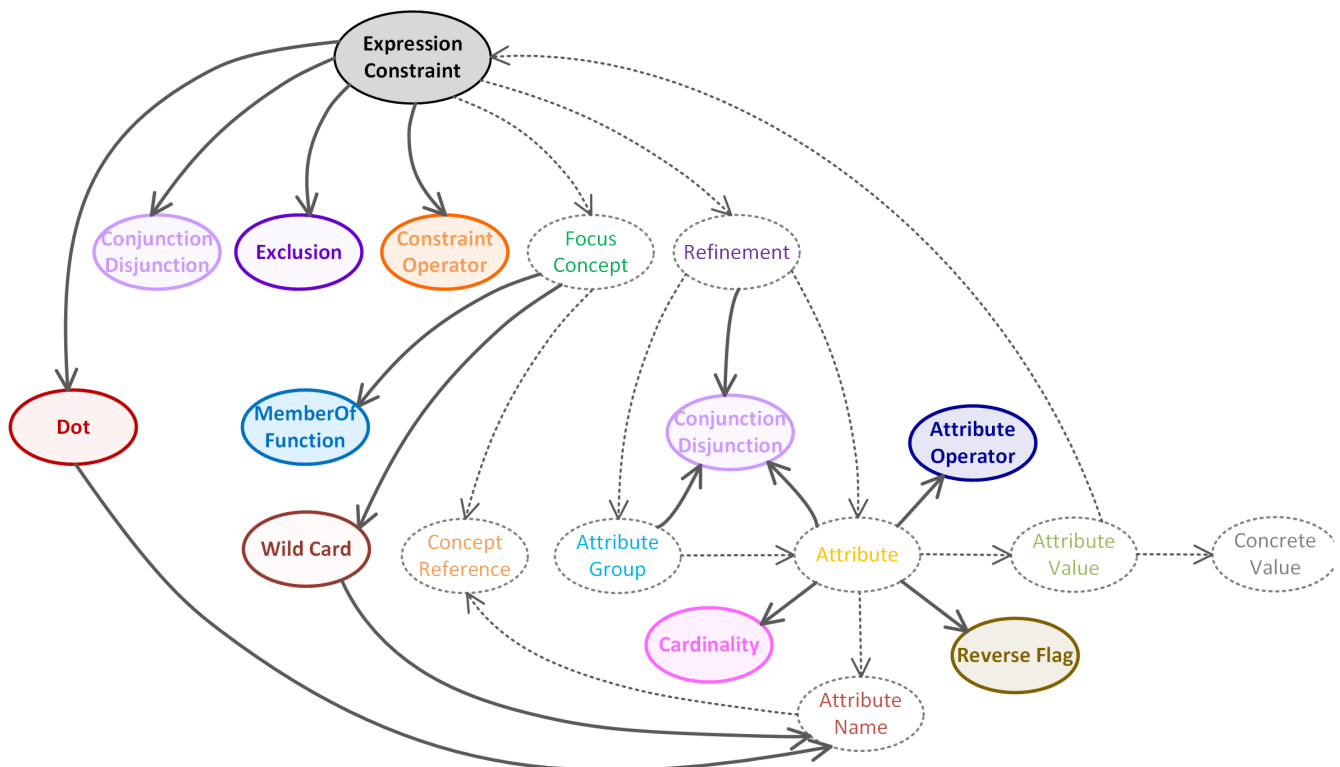 Expression
Constraint
Conjunction
Disjunction
Exclusion
Constraint
Operator
Focus
Concept
Refinement
Dot
MemberOf
Function
Conjunction
Disjunction
Attribute
Operator
Wild Card
Concept
Reference
Attribute
Group
Attribute
Attribute
Value
Concrete
Value
Cardinality
Reverse Flag
Attribute
Name